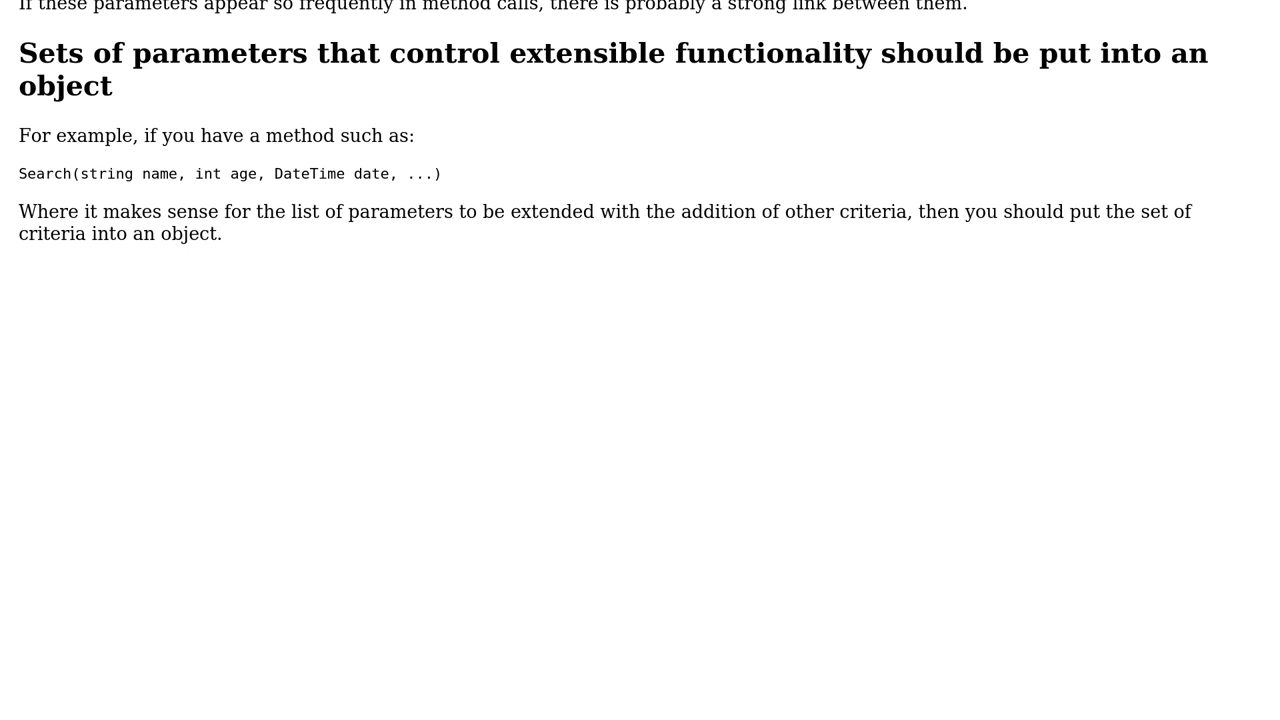 If these parameters appear so frequently in method calls, there is probably a strong link between them.
Sets of parameters that control extensible functionality should be put into an
object
For example, if you have a method such as:
Search(string name, int age, DateTime date, ...)
Where it makes sense for the list of parameters to be extended with the addition of other criteria, then you should put the set of
criteria into an object.